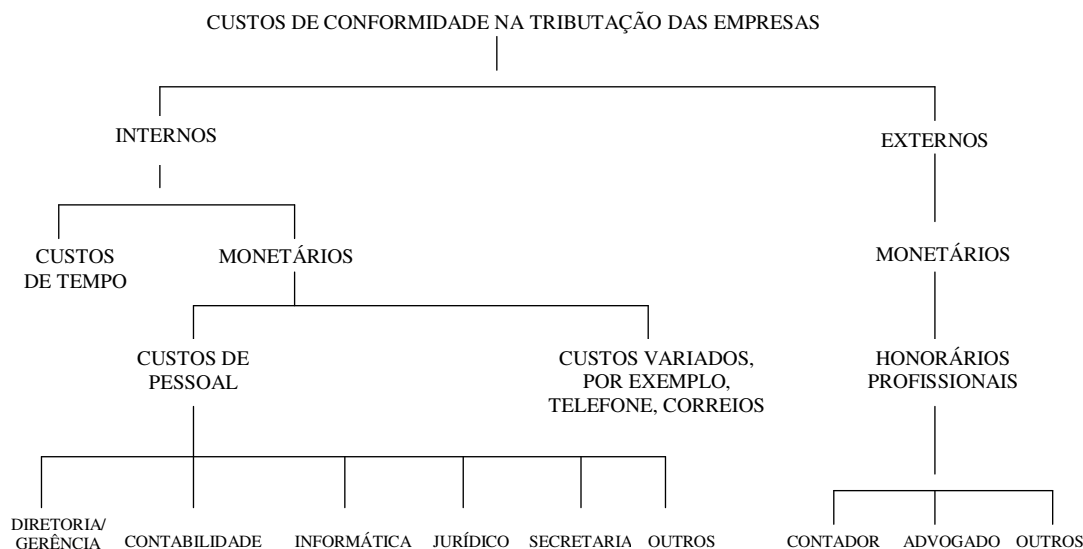 CUSTOS DE CONFORMIDADE NA TRIBUTAÇÃO DAS EMPRESAS
INTERNOS
EXTERNOS
CUSTOS
DE TEMPO
MONETÁRIOS
MONETÁRIOS
CUSTOS DE
PESSOAL
CUSTOS VARIADOS,
POR EXEMPLO,
TELEFONE, CORREIOS
HONORÁRIOS
PROFISSIONAIS
DIRETORIA/
GERÊNCIA
CONTABILIDADE
INFORMÁTICA
JURÍDICO
SECRETARIA
OUTROS
CONTADOR
ADVOGADO
OUTROS